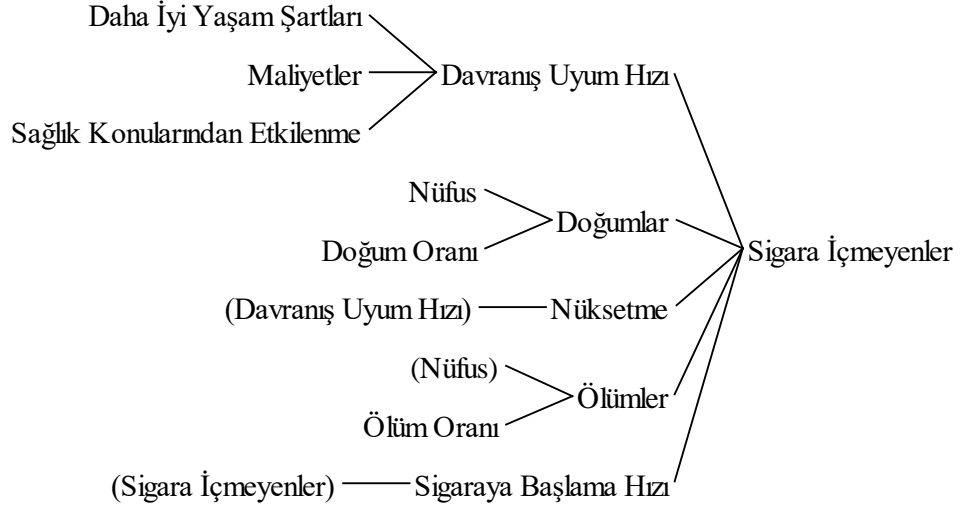 Daha İyi Yaşam Şartları
Maliyetler
Davranış Uyum Hızı
Sağlık Konularından Etkilenme
Nüfus
Doğumlar
Doğum Oranı
Sigara İçmeyenler
(Davranış Uyum Hızı)
Nüksetme
(Nüfus)
Ölümler
Ölüm Oranı
(Sigara İçmeyenler)
Sigaraya Başlama Hızı